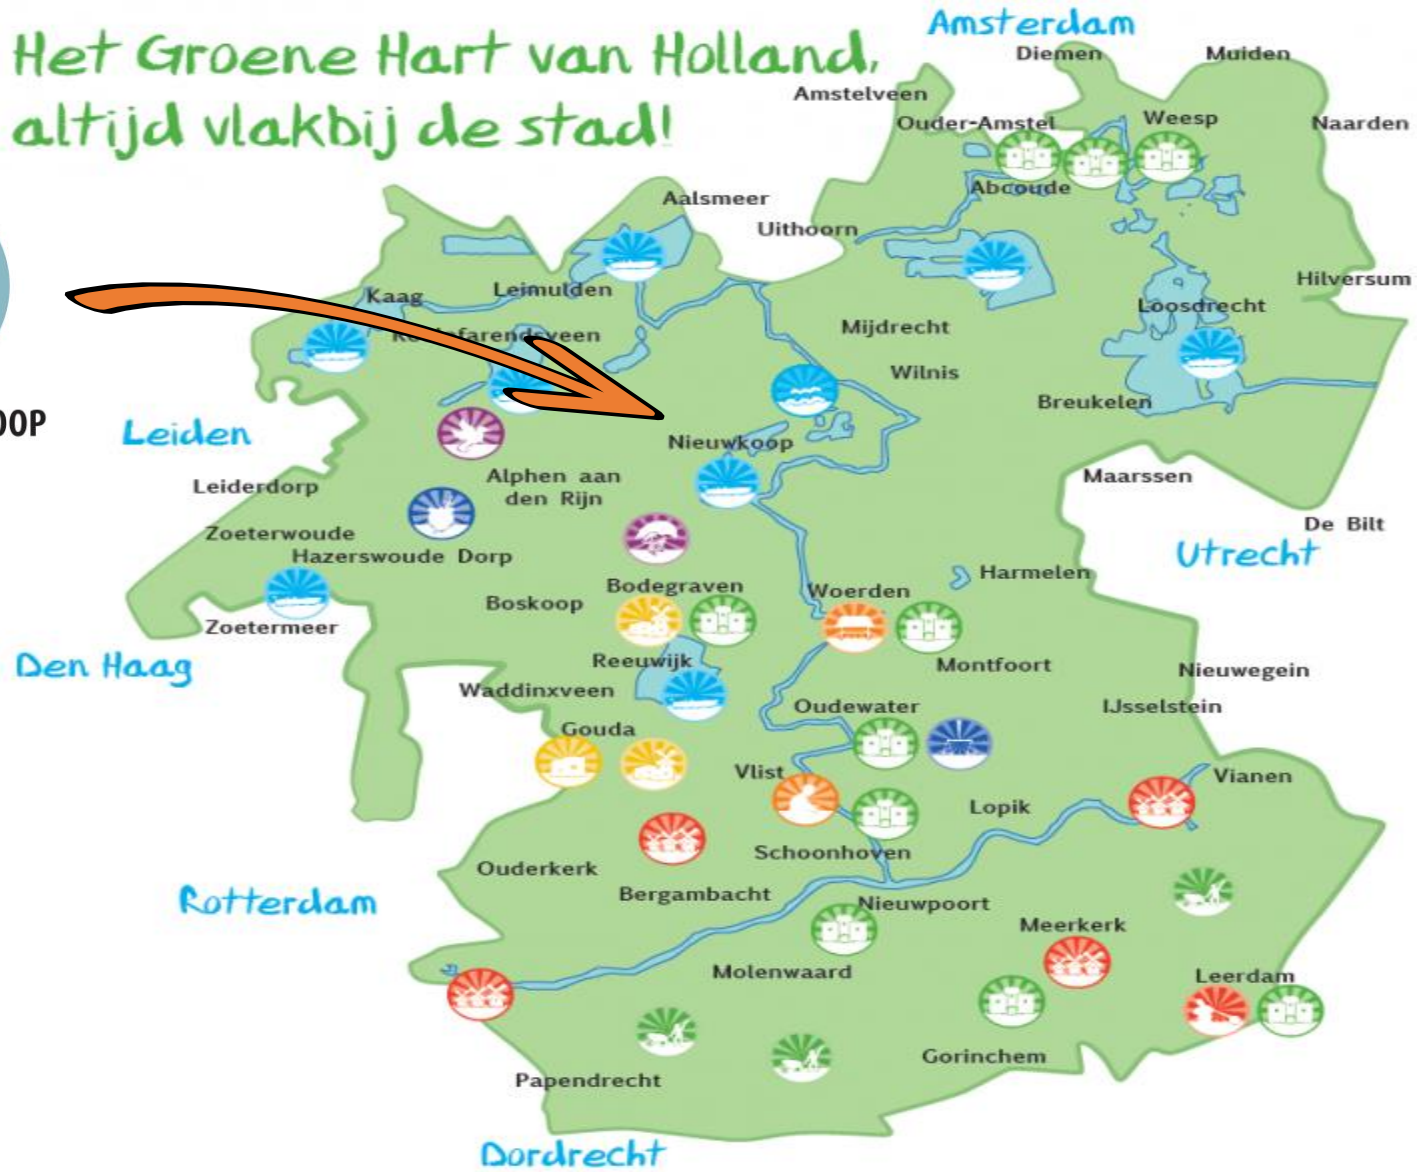 Het Groene Hart van Holland,
altijd vlakbij de stad!
Amsterdam
Diemen
Muiden
Amstelveen
Ouder-Amstel
Weesp
Naarden
Abcoude
Aalsmeer
Uithoorn
Hilversum
Kaag
Leimuiden
Loosdrecht
Mijdrecht
Wilnis
Breukelen
OOP
Leiden
Nieuwkoop
Leiderdorp
Alphen aan
den Rijn
Maarssen
De Bilt
Zoeterwoude
Hazerswoude Dorp
Utrecht
Harmelen
Bodegraven
Woerden
Boskoop
Zoetermeer
Den Haag
Reeuwijk
Montfoort
Nieuwegein
Waddinxveen
Oudewater
IJsselstein
Gouda
Vlist
Vianen
Lopik
Schoonhoven
Ouderkerk
Bergambacht
Rotterdam
Nieuwpoort
Meerkerk
Molenwaard
Leerdam
Gorinchem
Papendrecht
Dordrecht